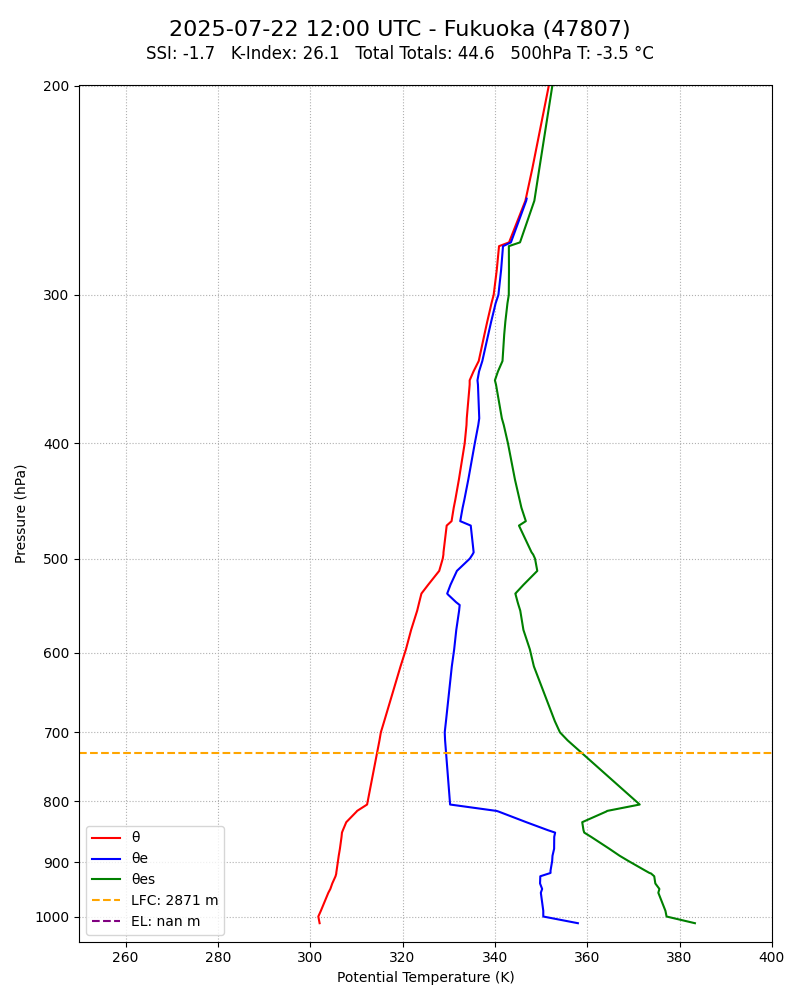 2025-07-22 12:00 UTC - Fukuoka (47807)
SSI: -1.7 K-Index: 26.1 Total Totals: 44.6 500hPa T: -3.5 °C
200
300
400
500
600
700
800
900
1000
Pressure (hPa)
θ
θe
θes
LFC: 2871 m
EL: nan m
260 280 300 320 340 360 380 400
Potential Temperature (K)